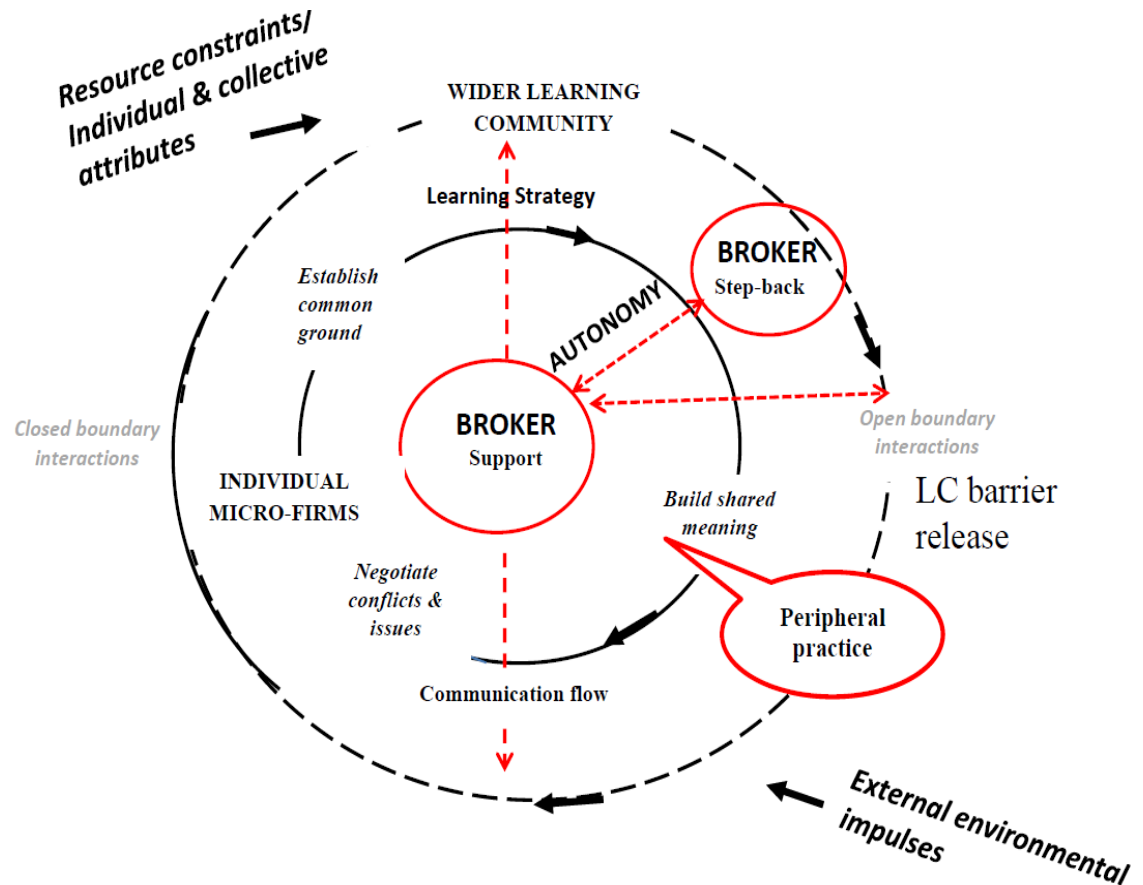 Resource constraints/
Individual & collective
attributes
WIDER LEARNING
COMMUNITY
Learning Strategy
BROKER
Step-back
Establish
common
ground
AUTONOMY
BROKER
Support
Closed boundary
interactions
Open boundary
interactions
INDIVIDUAL
MICRO-FIRMS
Build shared
meaning
LC barrier
release
Negotiate
conflicts &
issues
Peripheral
practice
Communication flow
External environmental
impulses